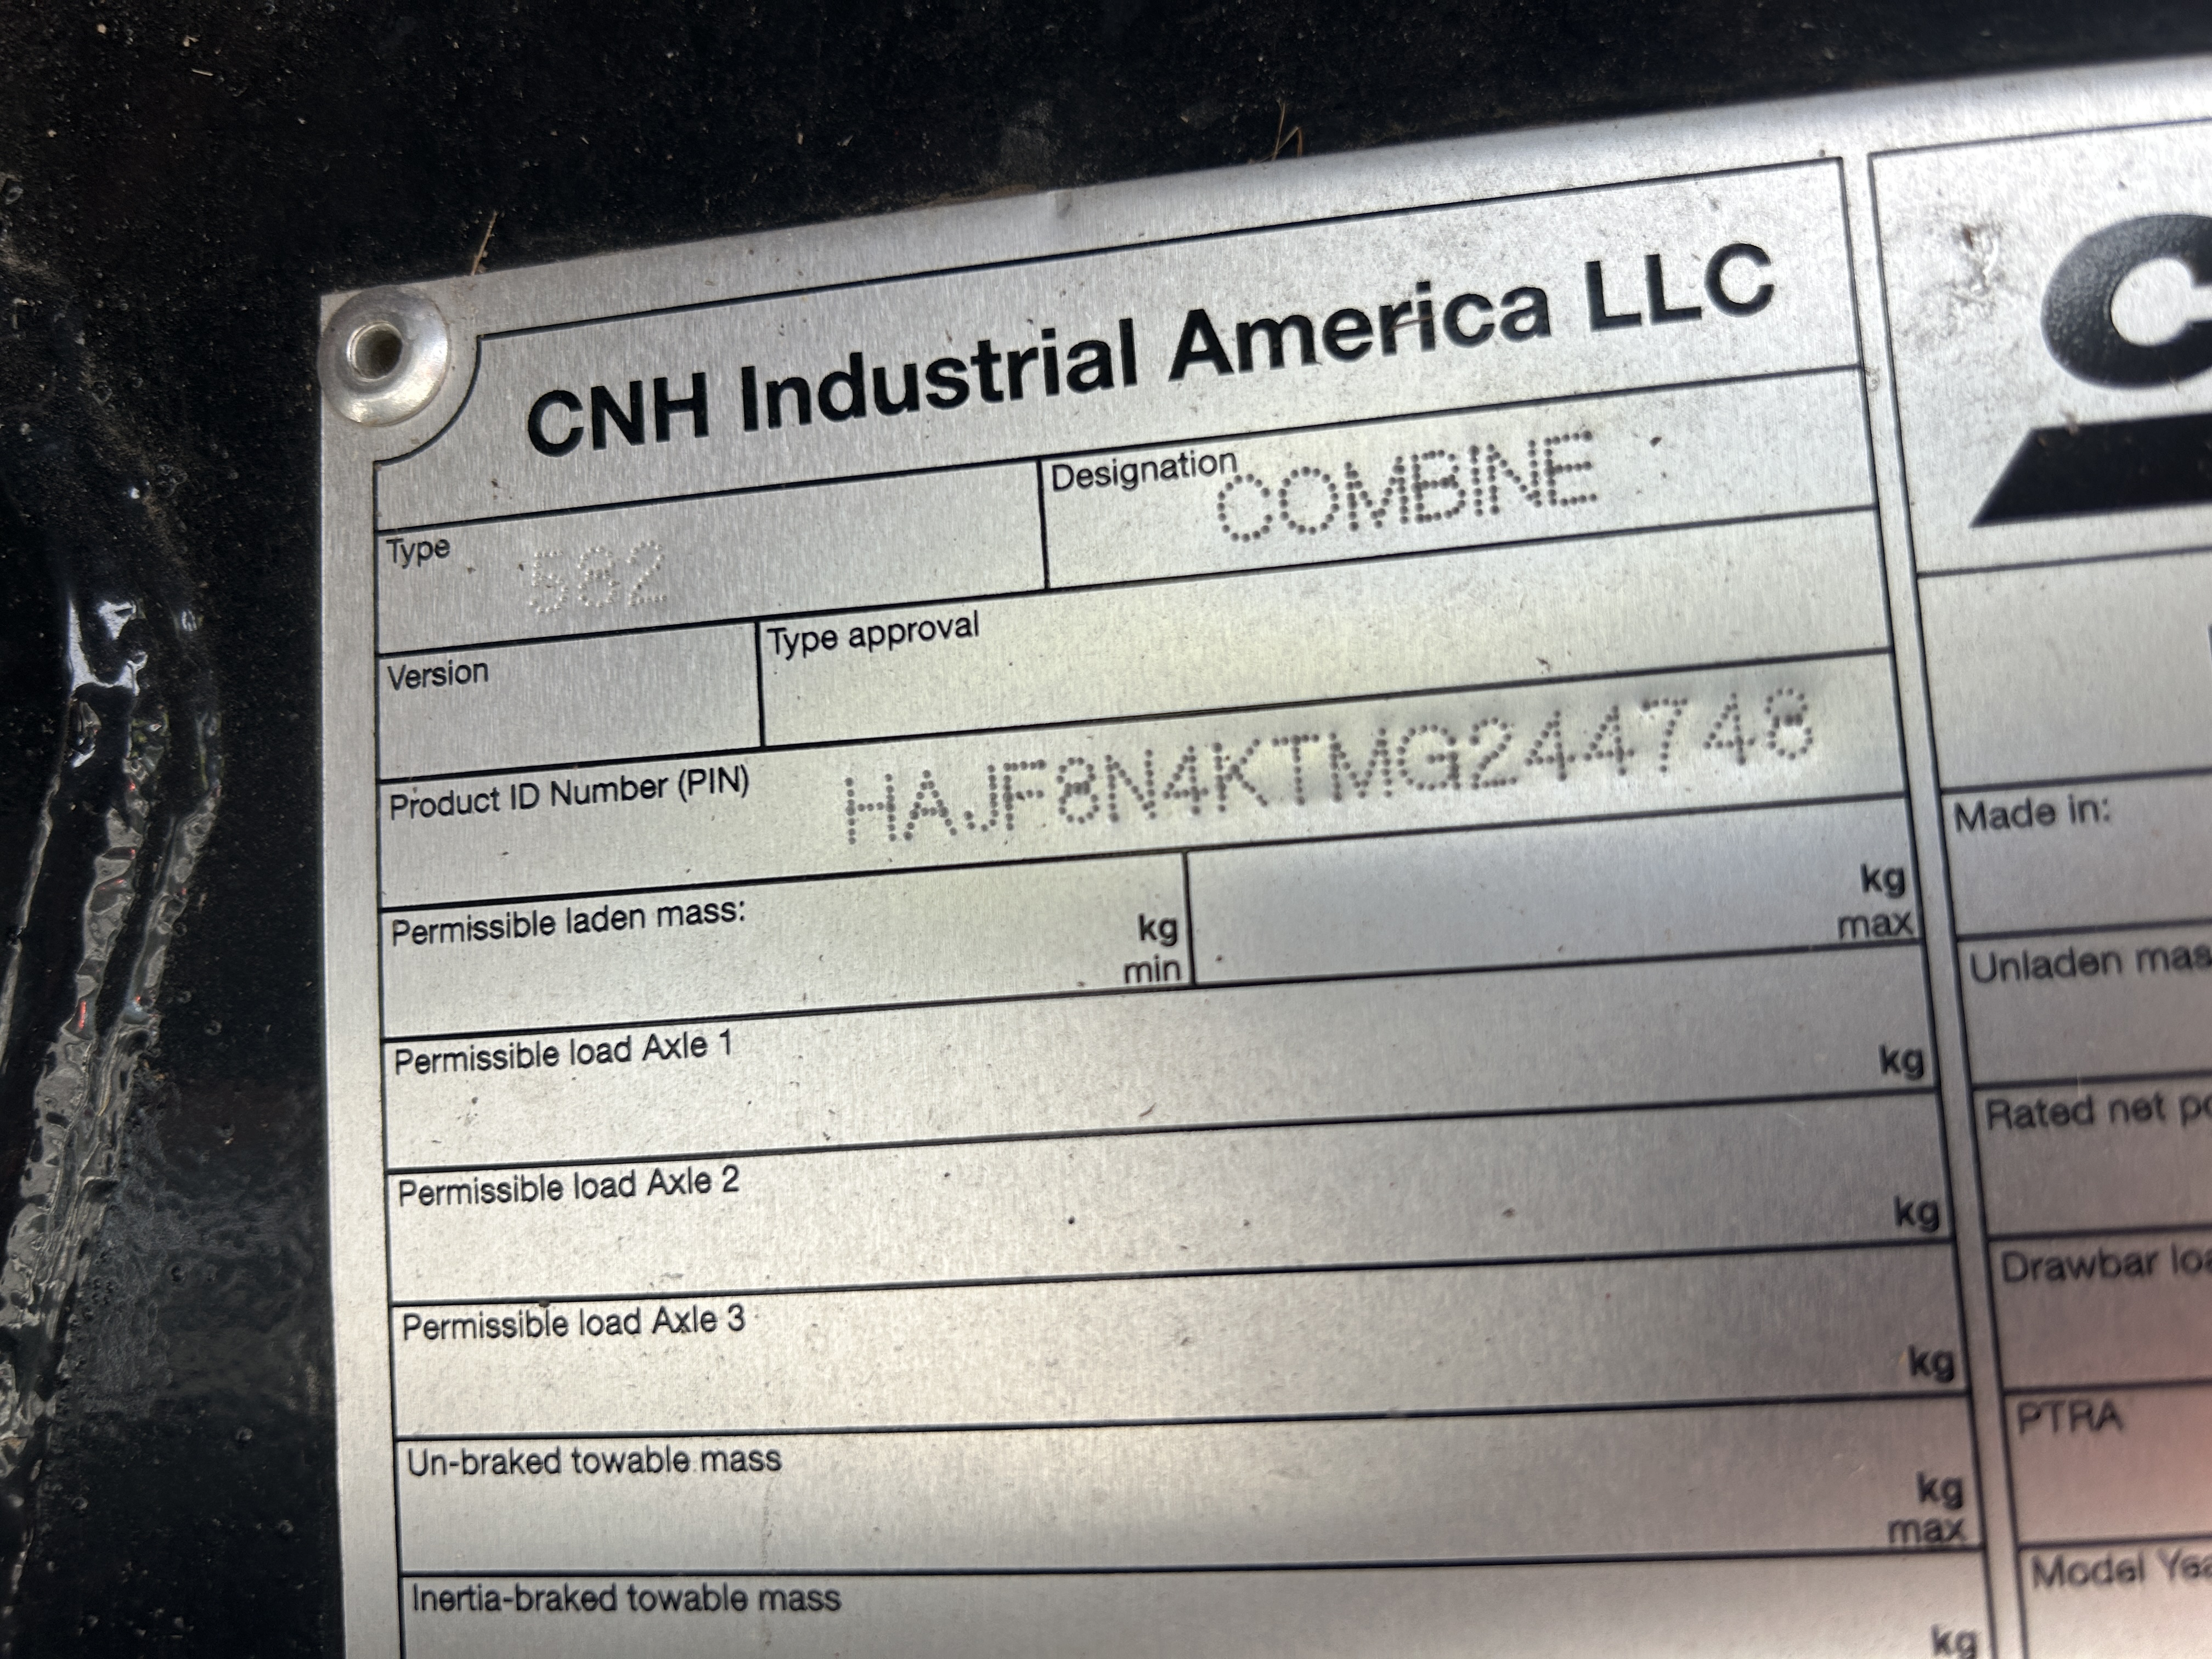 CNH Industrial America LLC
Type 582
Designation COMBINE
Version
Type approval
Product ID Number (PIN) HAJF8N4KTMG244748
Permissible laden mass: kg min
kg max
Permissible load Axle 1 kg
Permissible load Axle 2 kg
Permissible load Axle 3 kg
Un-braked towable mass kg max
Inertia-braked towable mass kg
C
Made in:
Unladen mas
Rated net po
Drawbar loa
PTRA
Model Yea